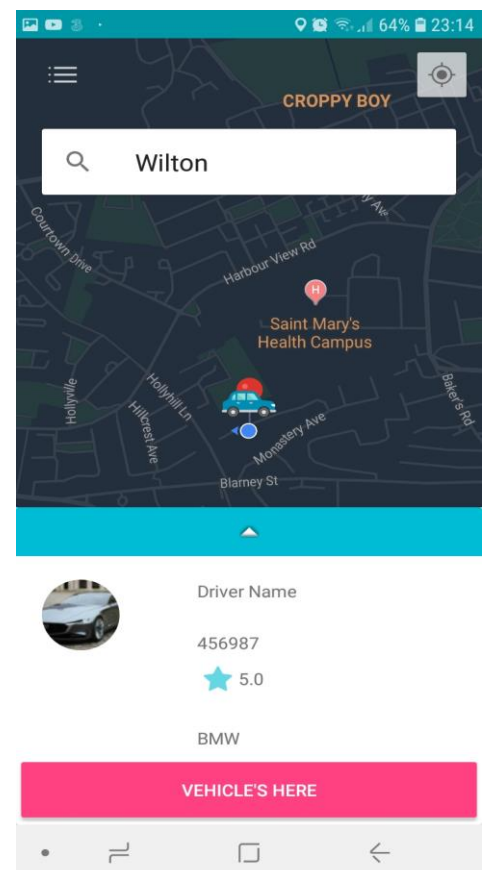 3 64% 23:14
CROPPY BOY
Wilton
Courtown Drive
Harbour View Rd
H
Saint Mary's
Health Campus
Hollyville
Hollyhill Ln
Hillcrest Ave
Baker's Rd
Monastery Ave
Blarney St
Driver Name
456987
5.0
BMW
VEHICLE'S HERE